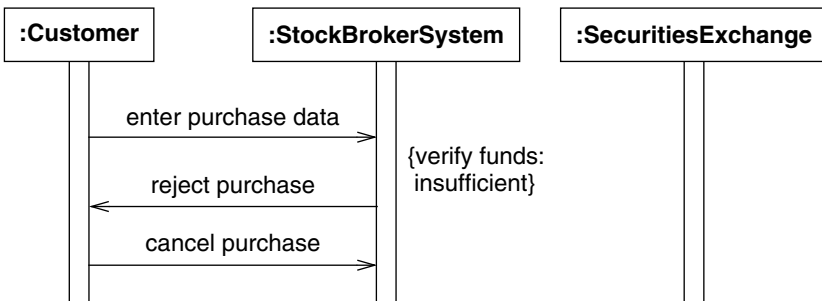 :Customer
:StockBrokerSystem
:SecuritiesExchange
enter purchase data
{verify funds:
insufficient}
reject purchase
cancel purchase